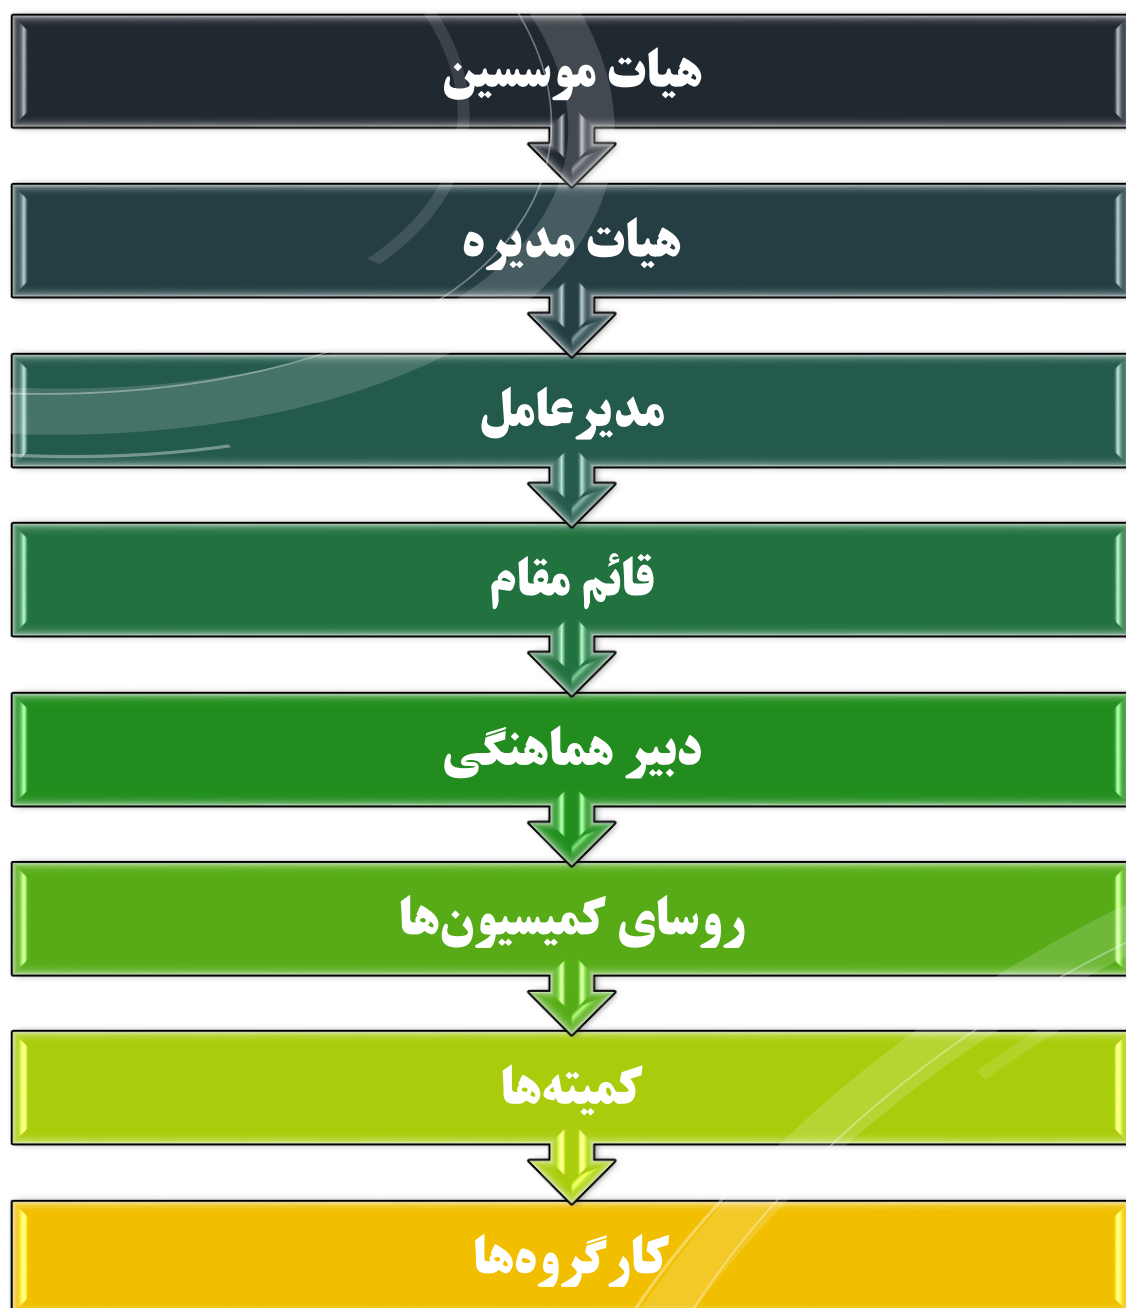 هیات موسسین
هیات مدیره
مدیرعامل
قائم مقام
دبیر هماهنگی
روسای کمیسیون‌ها
کمیته‌ها
کارگروه‌ها